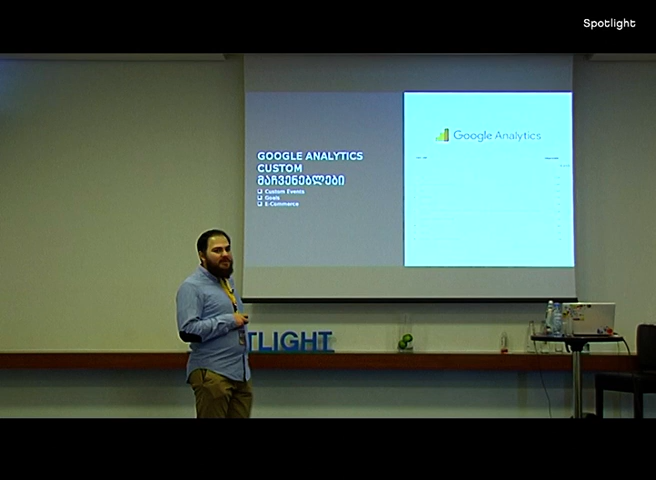 Spotlight
GOOGLE ANALYTICS
CUSTOM
ᲛᲐᲩᲕᲔᲜᲔᲑᲚᲔᲑᲘ
Custom Events
Goals
E-Commerce
Google Analytics
TLIGHT